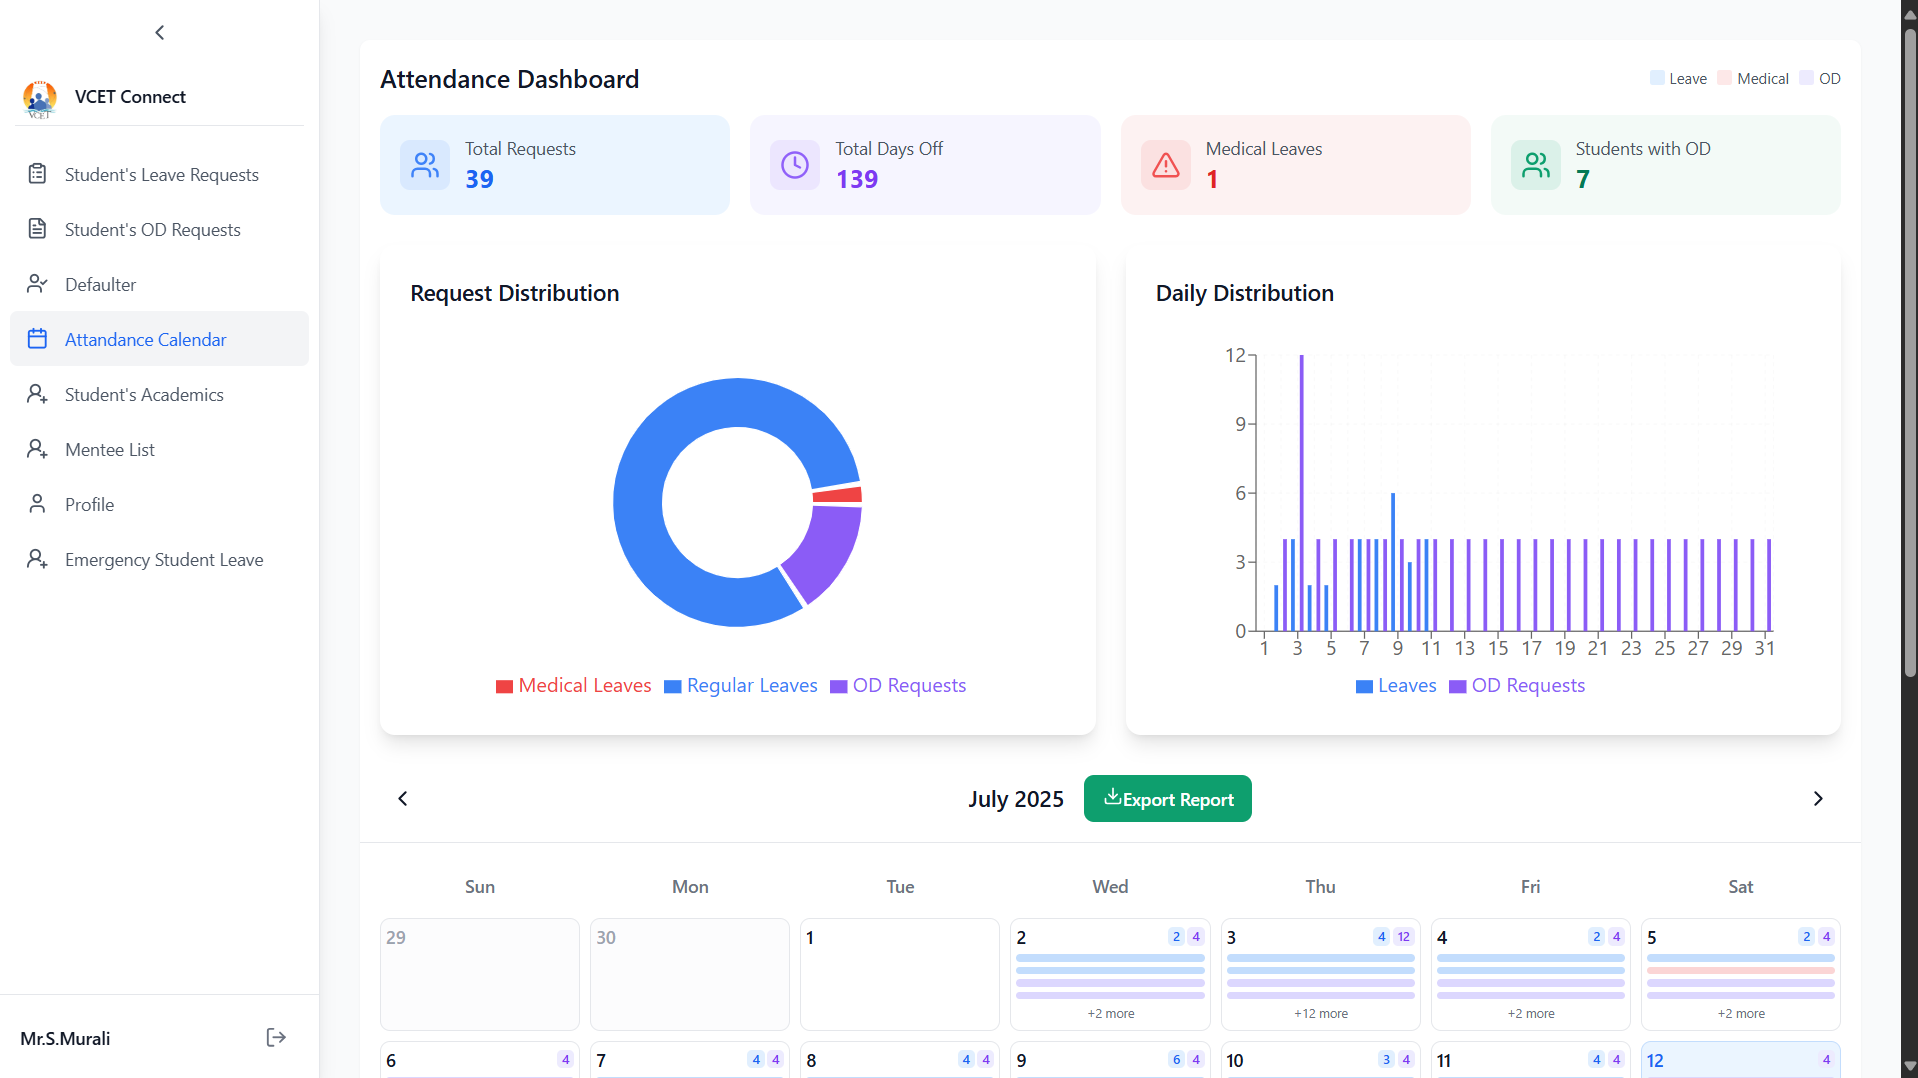 VCET
VCET Connect
Student's Leave Requests
Student's OD Requests
Defaulter
Attandance Calendar
Student's Academics
Mentee List
Profile
Emergency Student Leave
Mr.S.Murali
Attendance Dashboard
Leave Medical OD
Total Requests
39
Total Days Off
139
Medical Leaves
1
Students with OD
7
Request Distribution
Medical Leaves Regular Leaves OD Requests
Daily Distribution
12
9
6
3
0
1 3 5 7 9 11 13 15 17 19 21 23 25 27 29 31
Leaves OD Requests
July 2025 Export Report
Sun Mon Tue Wed Thu Fri Sat
29 30 1 2 2 4 3 4 12 4 2 4 5 2 4
+2 more +12 more +2 more +2 more
6 4 7 4 4 8 4 4 9 6 4 10 3 4 11 4 4 12 4